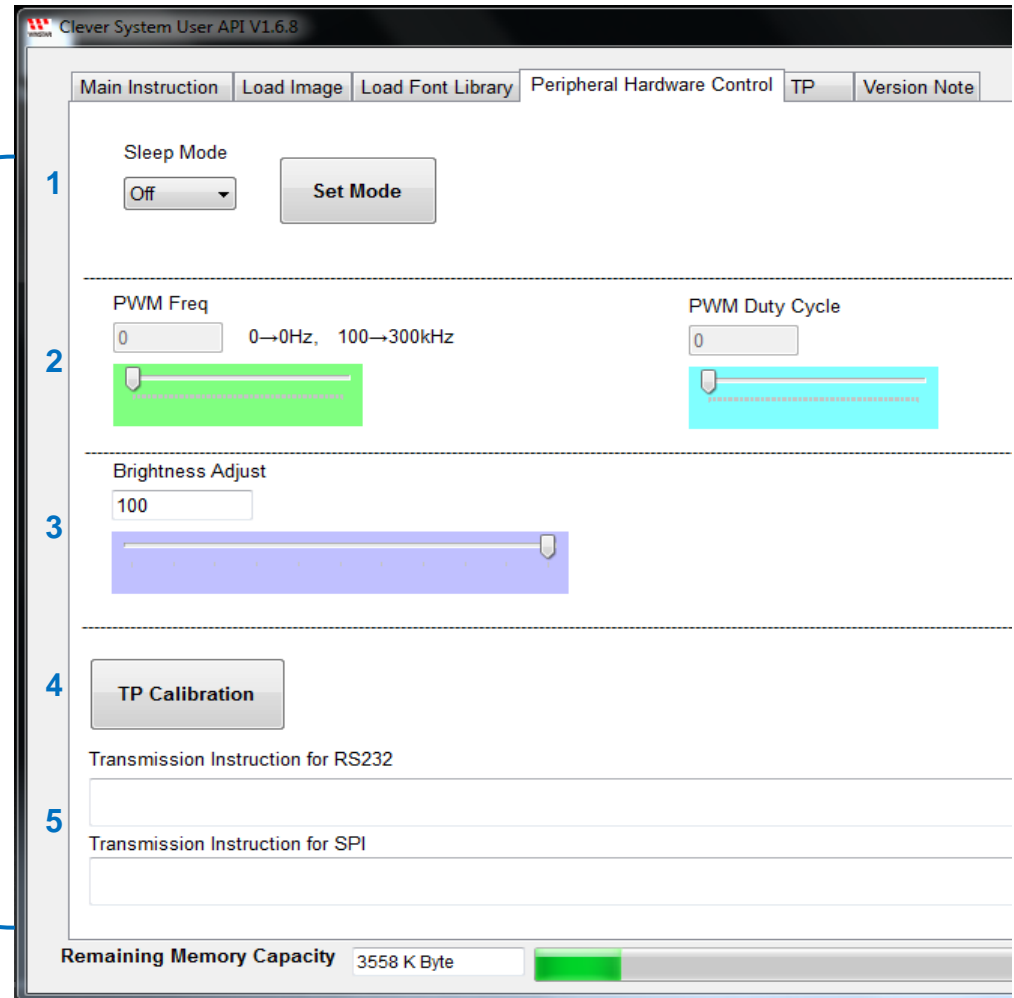 WINSTAR Clever System User API V1.6.8
Main Instruction Load Image Load Font Library Peripheral Hardware Control TP Version Note
Sleep Mode
1 Off Set Mode
PWM Freq PWM Duty Cycle
0 0→0Hz, 100→300kHz 0
2
Brightness Adjust
100
3
4 TP Calibration
Transmission Instruction for RS232
5
Transmission Instruction for SPI
Remaining Memory Capacity 3558 K Byte